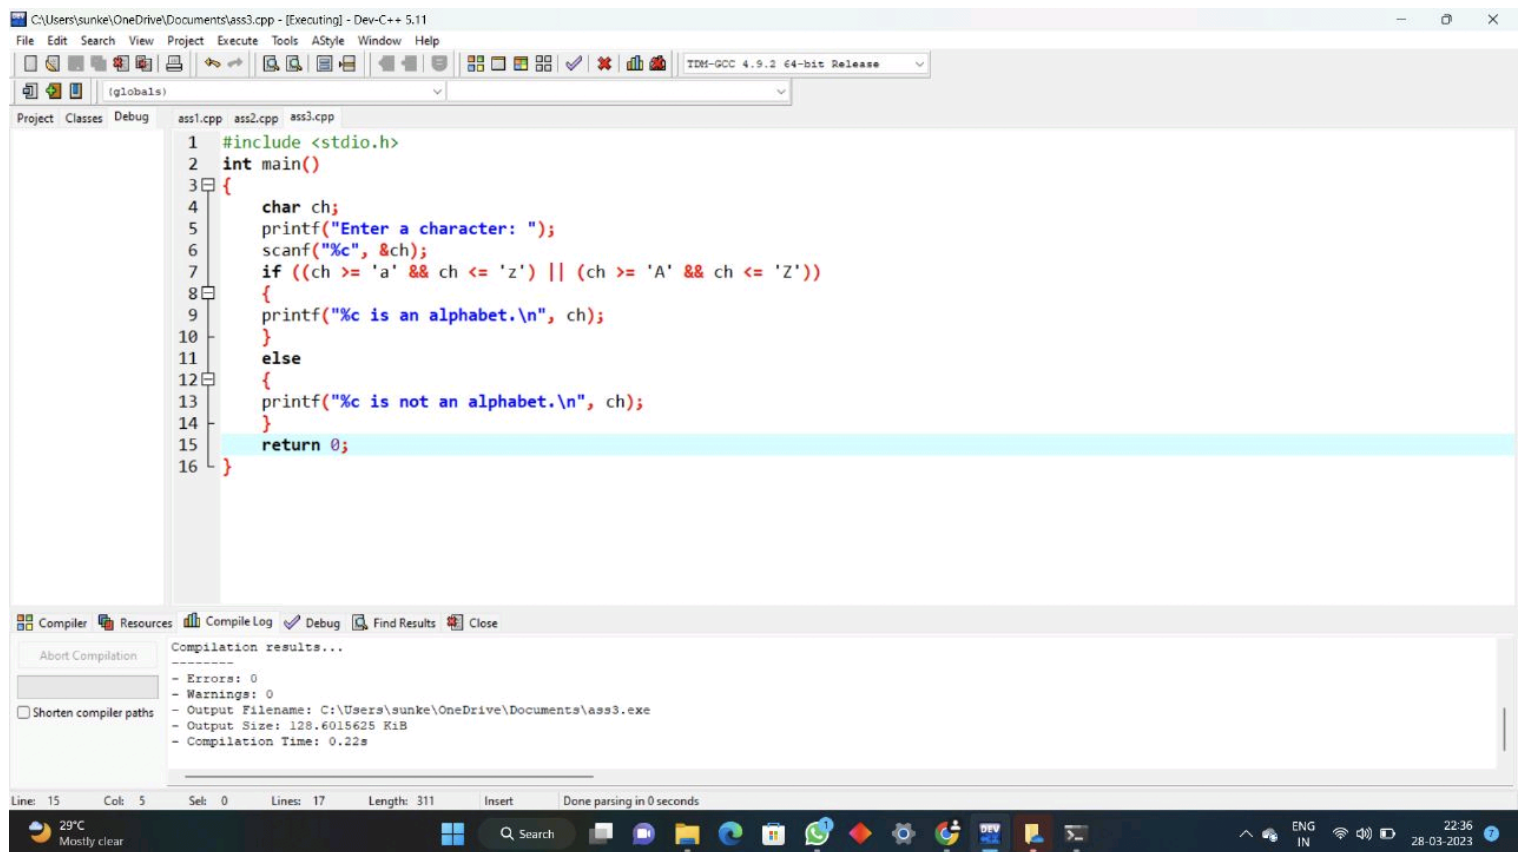 C:\Users\sunke\OneDrive\Documents\ass3.cpp - [Executing] - Dev-C++ 5.11
File Edit Search View Project Execute Tools AStyle Window Help
TDM-GCC 4.9.2 64-bit Release
(globals)
Project Classes Debug ass1.cpp ass2.cpp ass3.cpp
1 #include <stdio.h>
2 int main()
3 {
4 char ch;
5 printf("Enter a character: ");
6 scanf("%c", &ch);
7 if ((ch >= 'a' && ch <= 'z') || (ch >= 'A' && ch <= 'Z'))
8 {
9 printf("%c is an alphabet.\n", ch);
10 }
11 else
12 {
13 printf("%c is not an alphabet.\n", ch);
14 }
15 return 0;
16 }
Compiler Resources Compile Log Debug Find Results Close
Abort Compilation
Shorten compiler paths
Compilation results...
--------
- Errors: 0
- Warnings: 0
- Output Filename: C:\Users\sunke\OneDrive\Documents\ass3.exe
- Output Size: 128.6015625 KiB
- Compilation Time: 0.22s
Line: 15 Col: 5 Sel: 0 Lines: 17 Length: 311 Insert Done parsing in 0 seconds
29°C
Mostly clear
Search
1
DEV
ENG
IN
22:36
28-03-2023
7